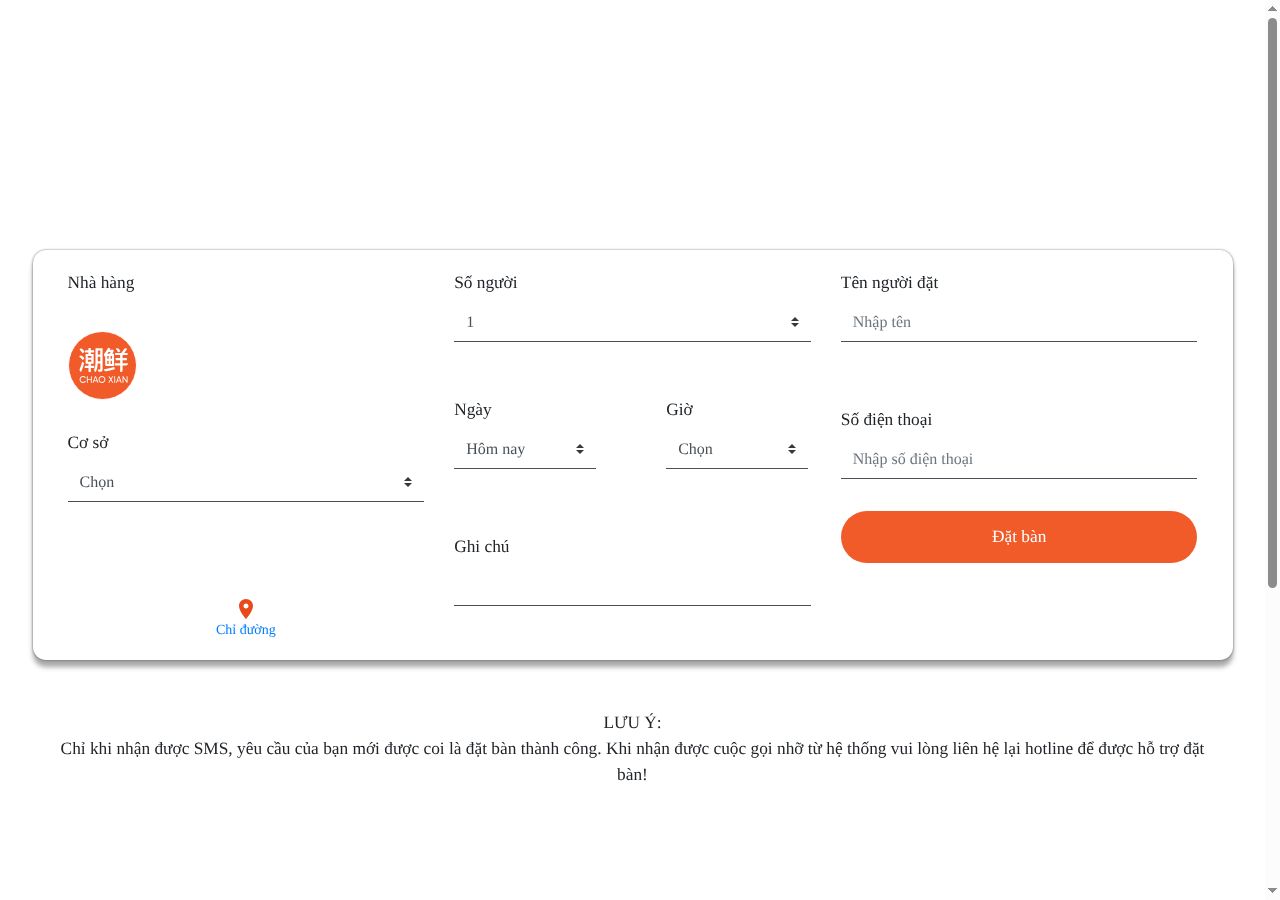 Nhà hàng
潮鲜
CHAO XIAN
Cơ sở
Chọn
Chỉ đường
Số người
1
Ngày
Giờ
Hôm nay
Chọn
Ghi chú
Tên người đặt
Nhập tên
Số điện thoại
Nhập số điện thoại
Đặt bàn
LƯU Ý:
Chỉ khi nhận được SMS, yêu cầu của bạn mới được coi là đặt bàn thành công. Khi nhận được cuộc gọi nhỡ từ hệ thống vui lòng liên hệ lại hotline để được hỗ trợ đặt
bàn!